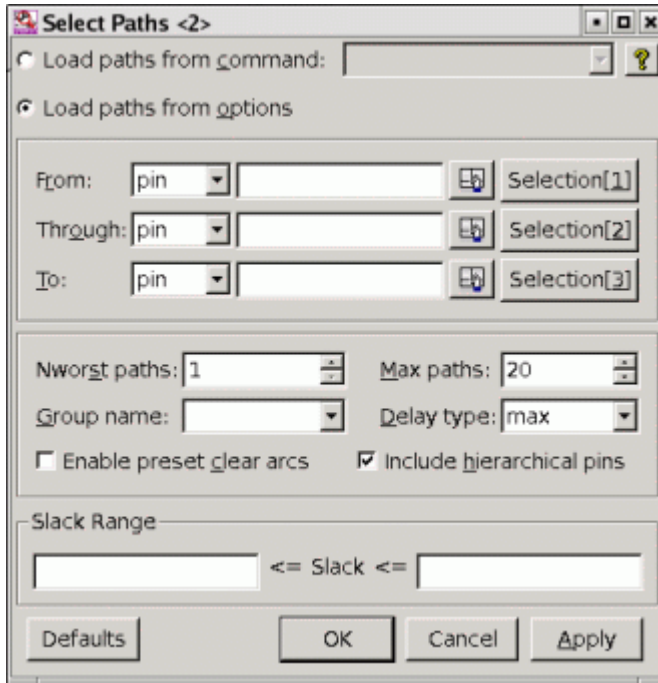 Select Paths <2>
Load paths from command:
Load paths from options
From: pin Selection[1]
Through: pin Selection[2]
To: pin Selection[3]
Nworst paths: 1 Max paths: 20
Group name: Delay type: max
Enable preset clear arcs Include hierarchical pins
Slack Range
<= Slack <=
Defaults OK Cancel Apply